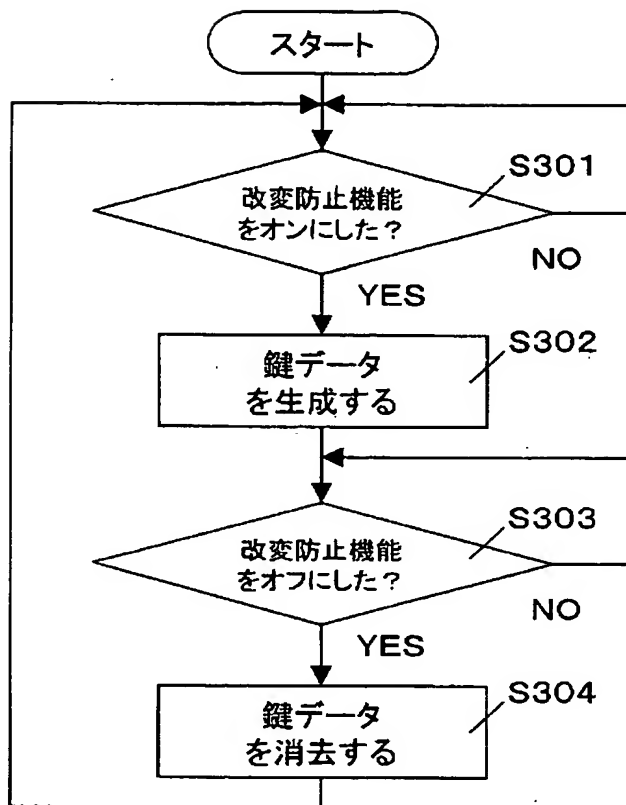 スタート
S301
改変防止機能
をオンにした？
NO
YES
S302
鍵データ
を生成する
S303
改変防止機能
をオフにした？
NO
YES
S304
鍵データ
を消去する